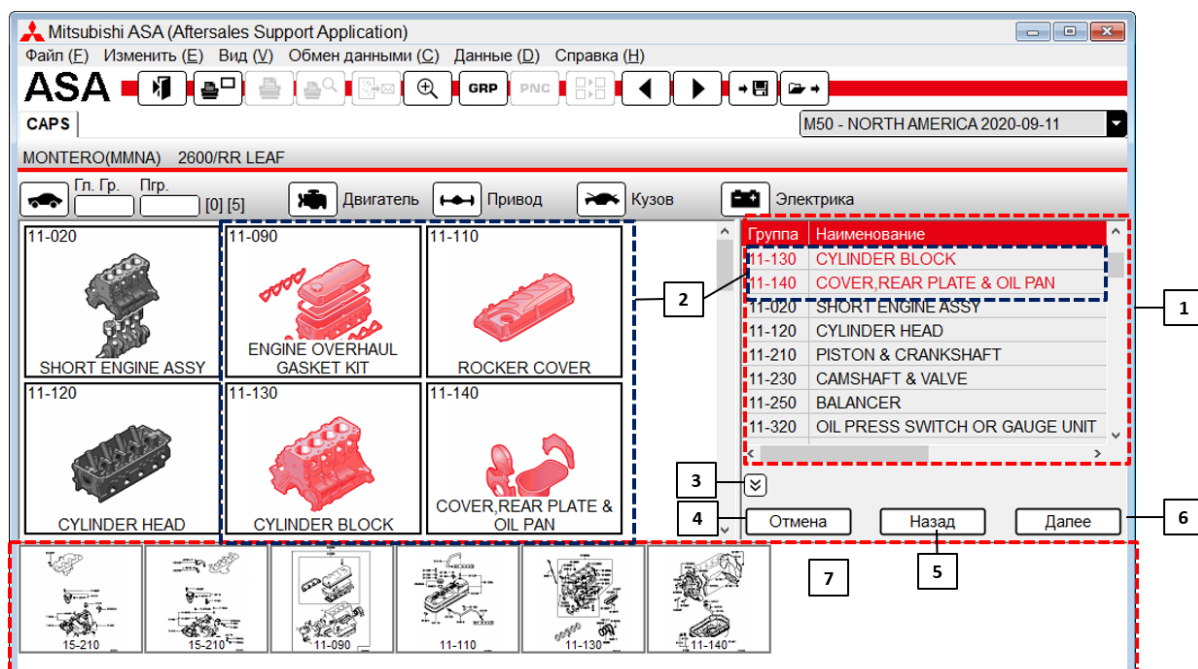 Mitsubishi ASA (Aftersales Support Application)
Файл (F) Изменить (E) Вид (V) Обмен данными (C) Данные (D) Справка (H)
ASA GRP PNC
CAPS M50 - NORTH AMERICA 2020-09-11
MONTERO(MMNA) 2600/RR LEAF
Гл. Гр. Пгр. [0] [5] Двигатель Привод Кузов Электрика
11-020
SHORT ENGINE ASSY
11-090
ENGINE OVERHAUL
GASKET KIT
11-110
ROCKER COVER
11-120
CYLINDER HEAD
11-130
CYLINDER BLOCK
11-140
COVER,REAR PLATE &
OIL PAN
2
Группа Наименование
11-130 CYLINDER BLOCK
11-140 COVER,REAR PLATE & OIL PAN
11-020 SHORT ENGINE ASSY
11-120 CYLINDER HEAD
11-210 PISTON & CRANKSHAFT
11-230 CAMSHAFT & VALVE
11-250 BALANCER
11-320 OIL PRESS SWITCH OR GAUGE UNIT
1
3
4 Отмена Назад Далее 6
5
7
15-210 15-210 11-090 11-110 11-130 11-140